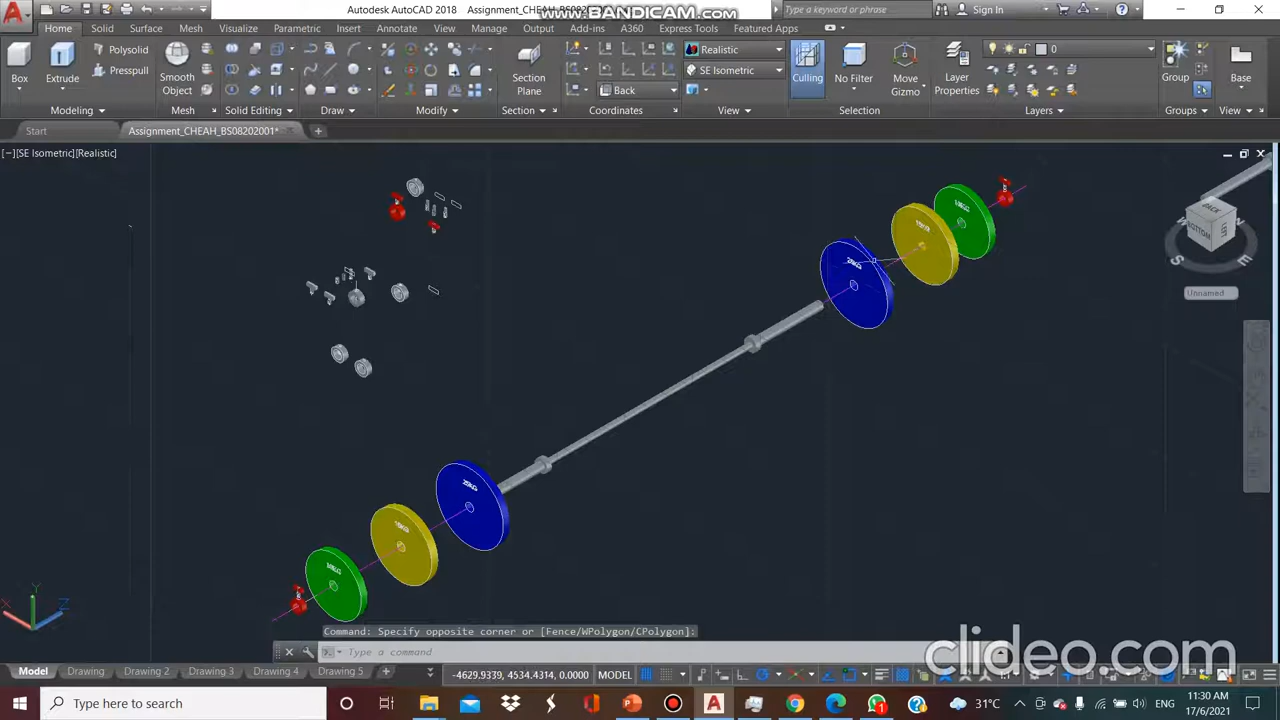 Autodesk AutoCAD 2018 Assignment_CHEAH_BS08202001
www.BANDICAM.com
Type a keyword or phrase
Sign In
Home Solid Surface Mesh Visualize Parametric Insert Annotate View Manage Output Add-ins A360 Express Tools Featured Apps
Box
Extrude
Polysolid
Presspull
Smooth
Object
Section
Plane
Back
Realistic
SE Isometric
Culling
No Filter
Move
Gizmo
Layer
Properties
0
Group
Base
Modeling Mesh Solid Editing Draw Modify Section Coordinates View Selection Layers Groups
Start Assignment_CHEAH_BS08202001*
[−][SE Isometric][Realistic]
BACK
BOTTOM
S E
Unnamed
X Y Z
Command: Specify opposite corner or [Fence/WPolygon/CPolygon]:
Type a command
clideo.com
Model Drawing Drawing 2 Drawing 3 Drawing 4 Drawing 5
-4629.9339, 4534.4314, 0.0000 MODEL
Type here to search
31°C
11:30 AM
17/6/2021